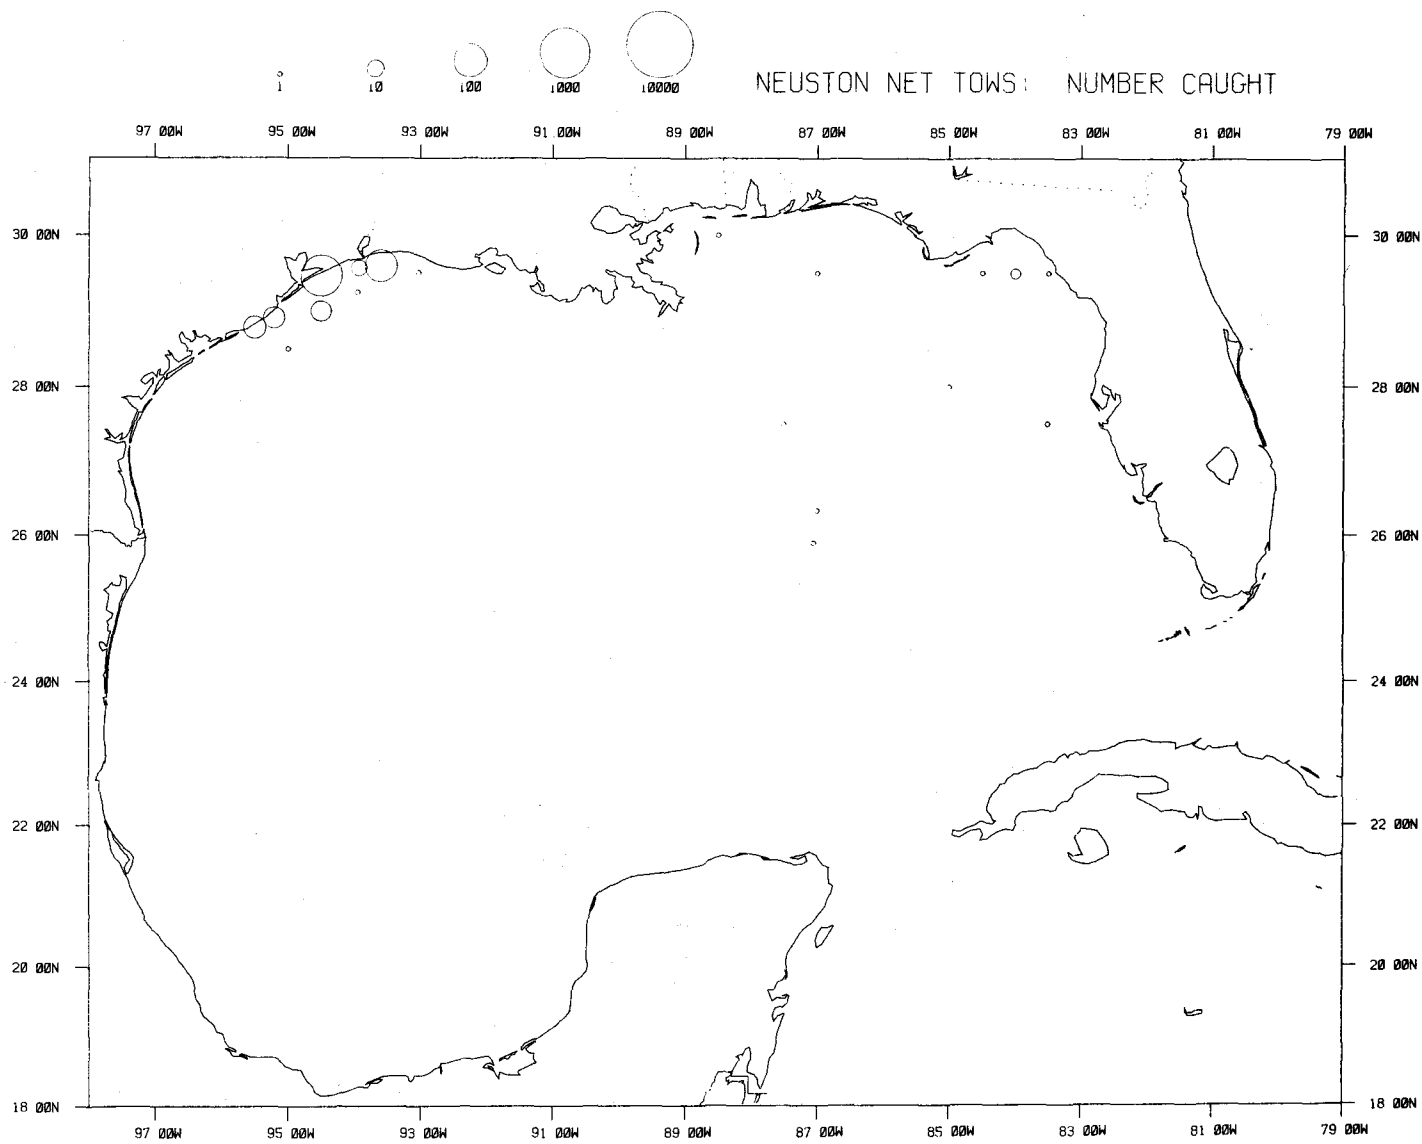 1 10 100 1000 10000
NEUSTON NET TOWS: NUMBER CAUGHT
97 00W 95 00W 93 00W 91 00W 89 00W 87 00W 85 00W 83 00W 81 00W 79 00W
30 00N 30 00N
28 00N 28 00N
26 00N 26 00N
24 00N 24 00N
22 00N 22 00N
20 00N 20 00N
18 00N 18 00N
97 00W 95 00W 93 00W 91 00W 89 00W 87 00W 85 00W 83 00W 81 00W 79 00W